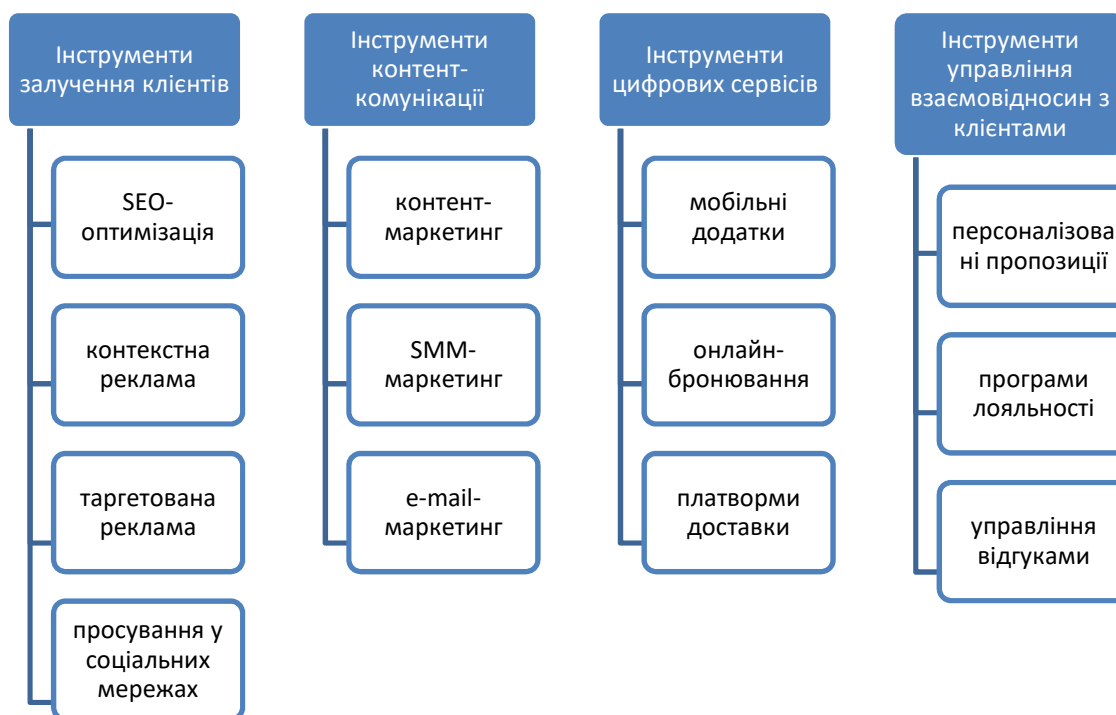 Інструменти
залучення клієнтів
SEO-
оптимізація
контекстна
реклама
таргетована
реклама
просування у
соціальних
мережах
Інструменти
контент-
комунікації
контент-
маркетинг
SMM-
маркетинг
e-mail-
маркетинг
Інструменти
цифрових сервісів
мобільні
додатки
онлайн-
бронювання
платворми
доставки
Інструменти
управління
взаємовідносин з
клієнтами
персоналізова
ні пропозиції
програми
лояльності
управління
відгуками